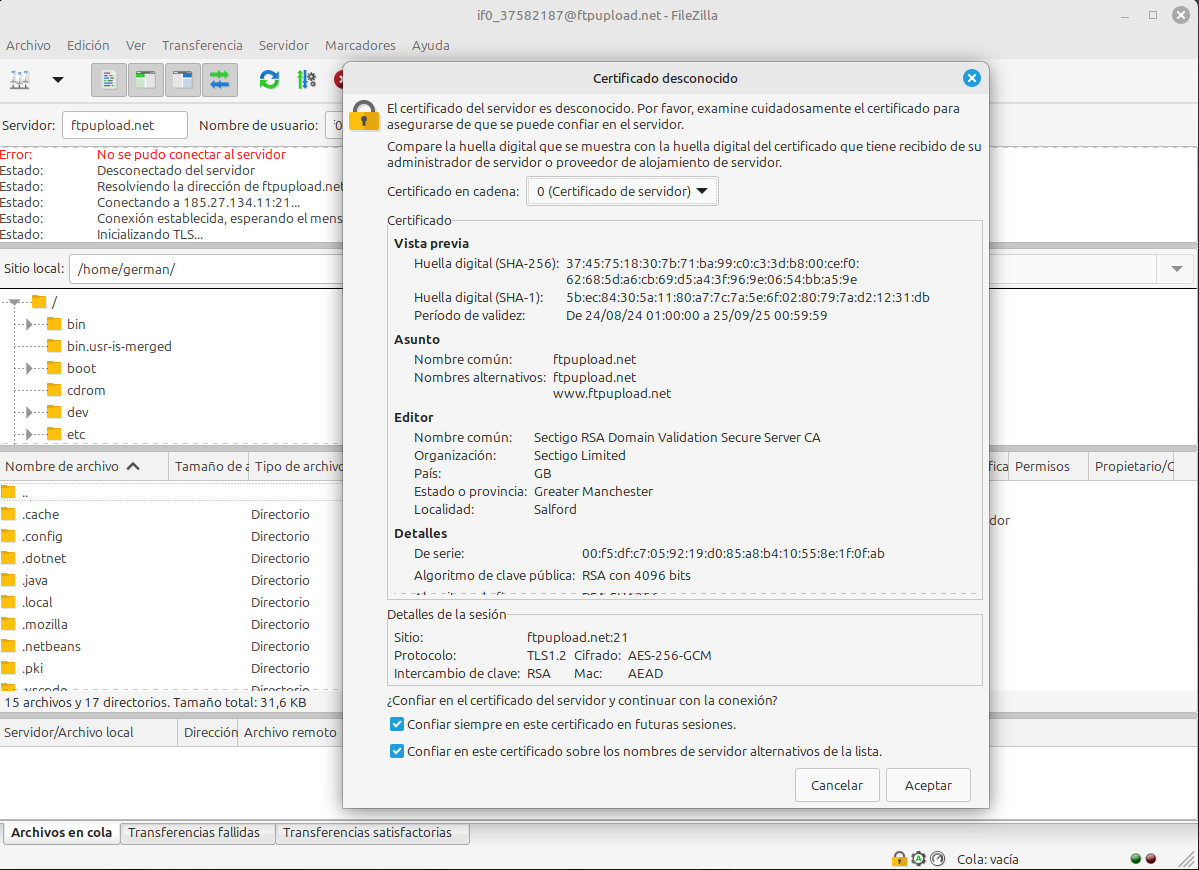 if0_37582187@ftpupload.net - FileZilla
Archivo Edición Ver Transferencia Servidor Marcadores Ayuda
Servidor: ftpupload.net Nombre de usuario:
Error: No se pudo conectar al servidor
Estado: Desconectado del servidor
Estado: Resolviendo la dirección de ftpupload.net
Estado: Conectando a 185.27.134.11:21...
Estado: Conexión establecida, esperando el mens
Estado: Inicializando TLS...
Sitio local: /home/german/
/
bin
bin.usr-is-merged
boot
cdrom
dev
etc
Nombre de archivo Tamaño de a Tipo de archivo
..
.cache Directorio
.config Directorio
.dotnet Directorio
.java Directorio
.local Directorio
.mozilla Directorio
.netbeans Directorio
.pki Directorio
.vscode Directorio
15 archivos y 17 directorios. Tamaño total: 31,6 KB
Servidor/Archivo local Dirección Archivo remoto
Certificado desconocido
El certificado del servidor es desconocido. Por favor, examine cuidadosamente el certificado para
asegurarse de que se puede confiar en el servidor.
Compare la huella digital que se muestra con la huella digital del certificado que tiene recibido de su
administrador de servidor o proveedor de alojamiento de servidor.
Certificado en cadena: 0 (Certificado de servidor)
Certificado
Vista previa
Huella digital (SHA-256): 37:45:75:18:30:7b:71:ba:99:c0:c3:3d:b8:00:ce:f0:
62:68:5d:a6:cb:69:d5:a4:3f:96:9e:06:54:bb:a5:9e
Huella digital (SHA-1): 5b:ec:84:30:5a:11:80:a7:7c:7a:5e:6f:02:80:79:7a:d2:12:31:db
Período de validez: De 24/08/24 01:00:00 a 25/09/25 00:59:59
Asunto
Nombre común: ftpupload.net
Nombres alternativos: ftpupload.net
www.ftpupload.net
Editor
Nombre común: Sectigo RSA Domain Validation Secure Server CA
Organización: Sectigo Limited
País: GB
Estado o provincia: Greater Manchester
Localidad: Salford
Detalles
De serie: 00:f5:df:c7:05:92:19:d0:85:a8:b4:10:55:8e:1f:0f:ab
Algoritmo de clave pública: RSA con 4096 bits
Detalles de la sesión
Sitio: ftpupload.net:21
Protocolo: TLS1.2 Cifrado: AES-256-GCM
Intercambio de clave: RSA Mac: AEAD
¿Confiar en el certificado del servidor y continuar con la conexión?
Confiar siempre en este certificado en futuras sesiones.
Confiar en este certificado sobre los nombres de servidor alternativos de la lista.
Cancelar Aceptar
fica Permisos Propietario/G
dor
Archivos en cola Transferencias fallidas Transferencias satisfactorias
Cola: vacía